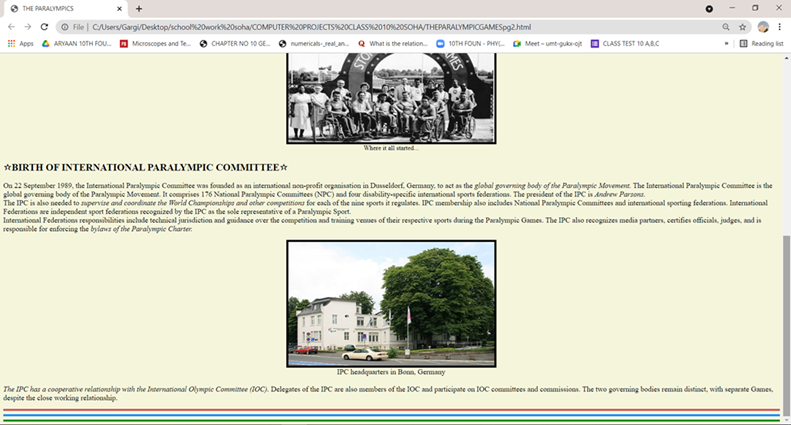 THE PARALYMPICS
File | C:/Users/Gargi/Desktop/school%20work%20soha/COMPUTER%20PROJECTS%20CLASS%2010%20SOHA/THEPARALYMPICGAMESpg2.html
Apps ARYAAN 10TH FOU... Microscopes and Te... CHAPTER NO 10 GE... numericals-_real_an... What is the relation... 10TH FOUN - PHY(... Meet – umt-gukv-ojt CLASS TEST 10 A,B,C » Reading list
Where it all started...
☆BIRTH OF INTERNATIONAL PARALYMPIC COMMITTEE☆
On 22 September 1989, the International Paralympic Committee was founded as an international non-profit organisation in Dusseldorf, Germany, to act as the global governing body of the Paralympic Movement. The International Paralympic Committee is the
global governing body of the Paralympic Movement. It comprises 176 National Paralympic Committees (NPC) and four disability-specific international sports federations. The president of the IPC is Andrew Parsons.
The IPC is also needed to supervise and coordinate the World Championships and other competitions for each of the nine sports it regulates. IPC membership also includes National Paralympic Committees and international sporting federations. International
Federations are independent sport federations recognized by the IPC as the sole representative of a Paralympic Sport.
International Federations responsibilities include technical jurisdiction and guidance over the competition and training venues of their respective sports during the Paralympic Games. The IPC also recognizes media partners, certifies officials, judges, and is
responsible for enforcing the bylaws of the Paralympic Charter.
IPC headquarters in Bonn, Germany
The IPC has a cooperative relationship with the International Olympic Committee (IOC). Delegates of the IPC are also members of the IOC and participate on IOC committees and commissions. The two governing bodies remain distinct, with separate Games,
despite the close working relationship.